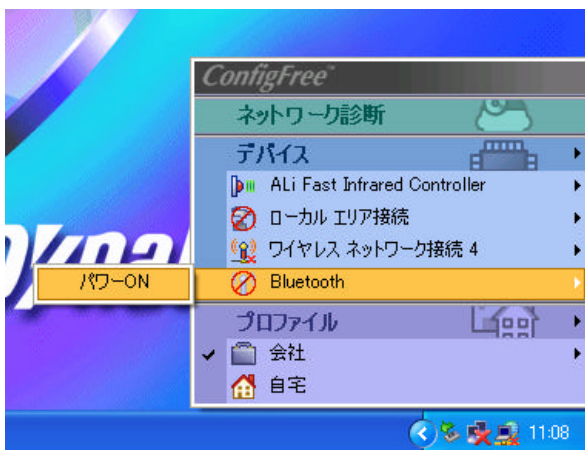 ConfigFree™
ネットワーク診断
デバイス
ALi Fast Infrared Controller
ローカル エリア接続
ワイヤレス ネットワーク接続 4
パワーON
Bluetooth
プロファイル
会社
自宅
11:08